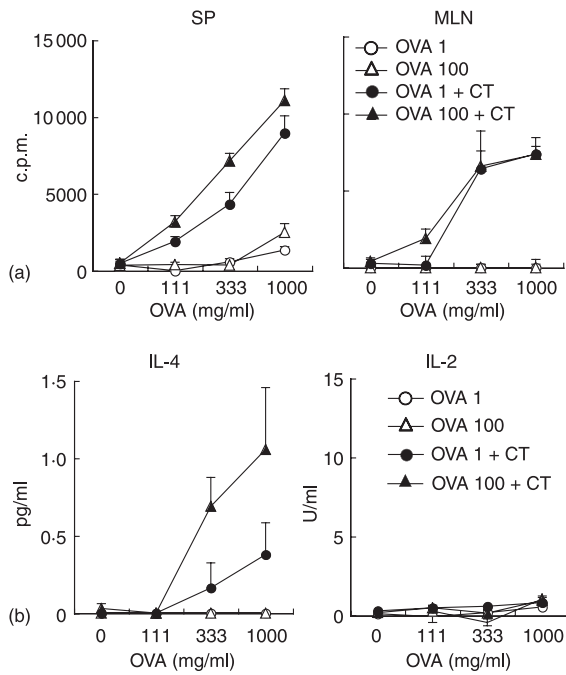 SP
15 000
10 000
5000
0
c.p.m.
0 111 333 1000
OVA (mg/ml)
(a)
MLN
OVA 1
OVA 100
OVA 1 + CT
OVA 100 + CT
0 111 333 1000
OVA (mg/ml)
IL-4
1·5
1·0
0·5
0
pg/ml
0 111 333 1000
OVA (mg/ml)
(b)
IL-2
15
10
5
0
U/ml
OVA 1
OVA 100
OVA 1 + CT
OVA 100 + CT
0 111 333 1000
OVA (mg/ml)